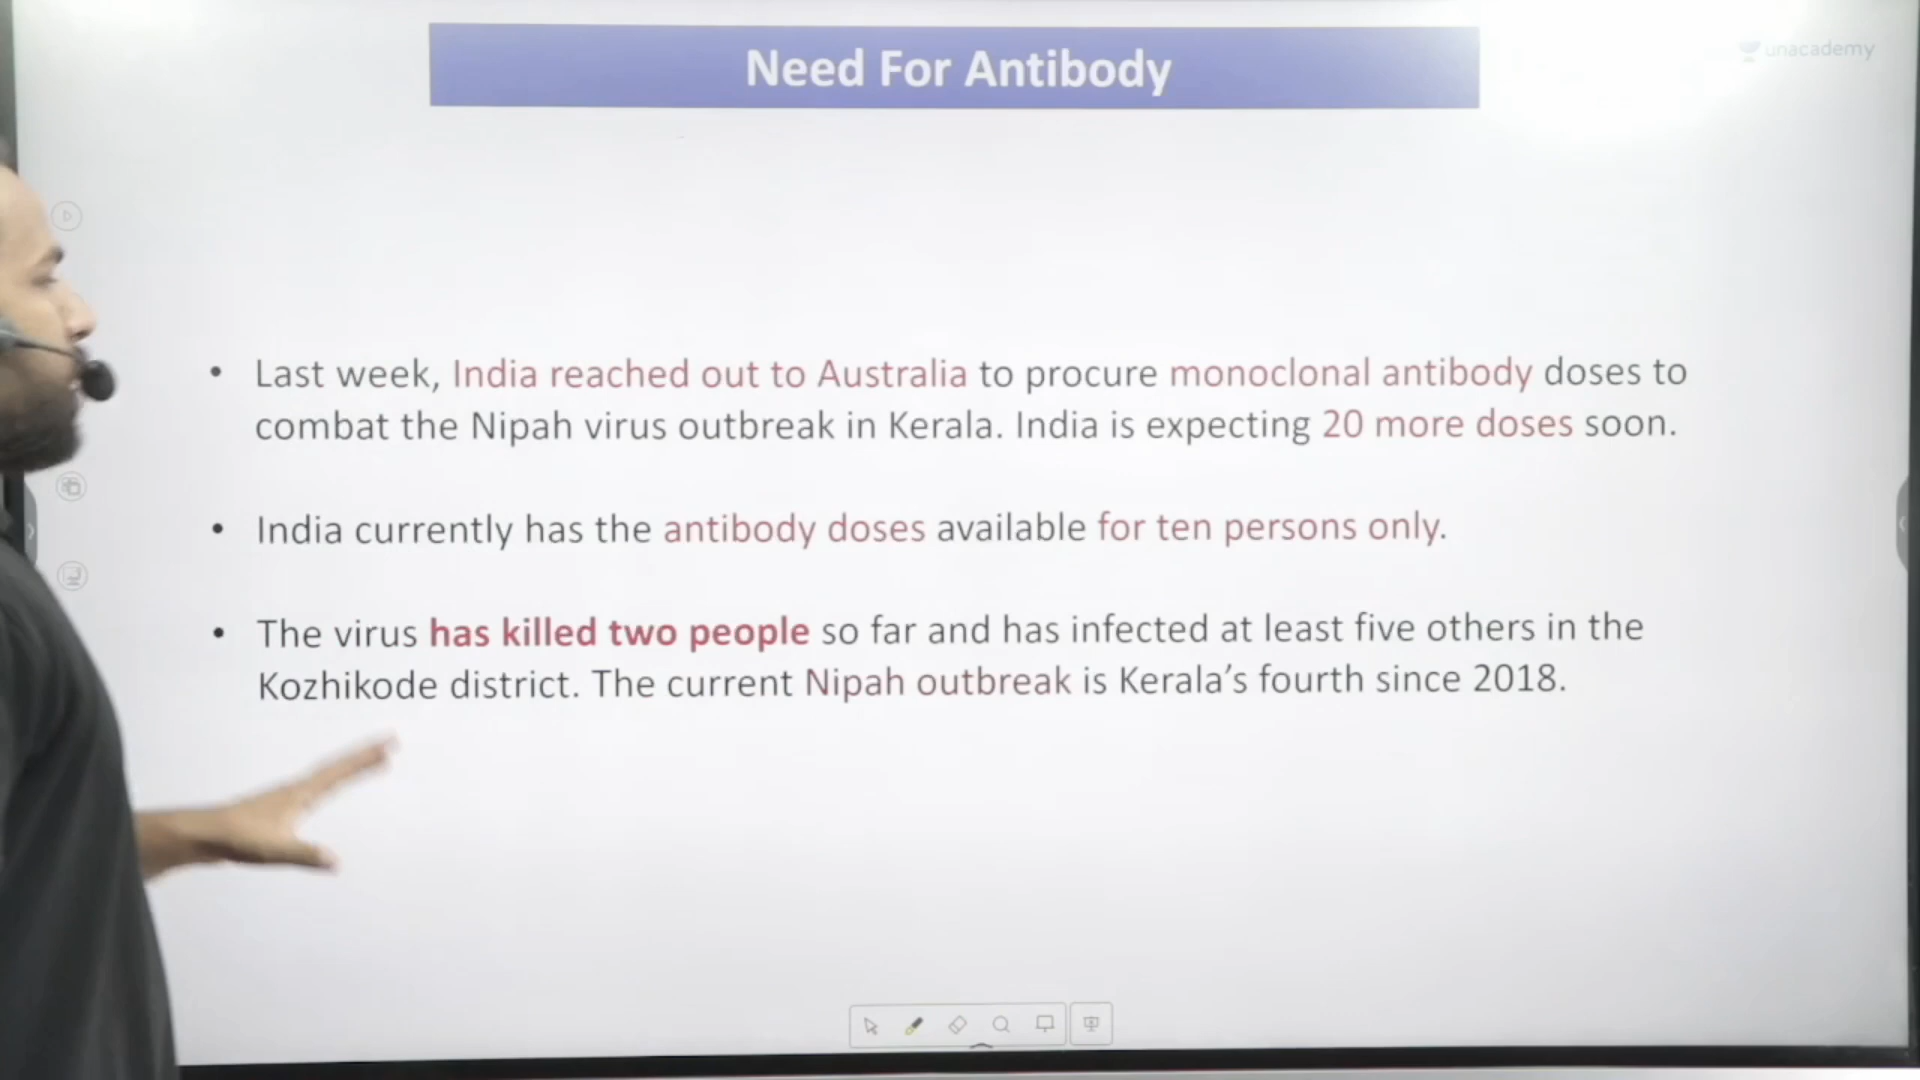 Need For Antibody
unacademy
• Last week, India reached out to Australia to procure monoclonal antibody doses to
combat the Nipah virus outbreak in Kerala. India is expecting 20 more doses soon.
• India currently has the antibody doses available for ten persons only.
• The virus has killed two people so far and has infected at least five others in the
Kozhikode district. The current Nipah outbreak is Kerala’s fourth since 2018.